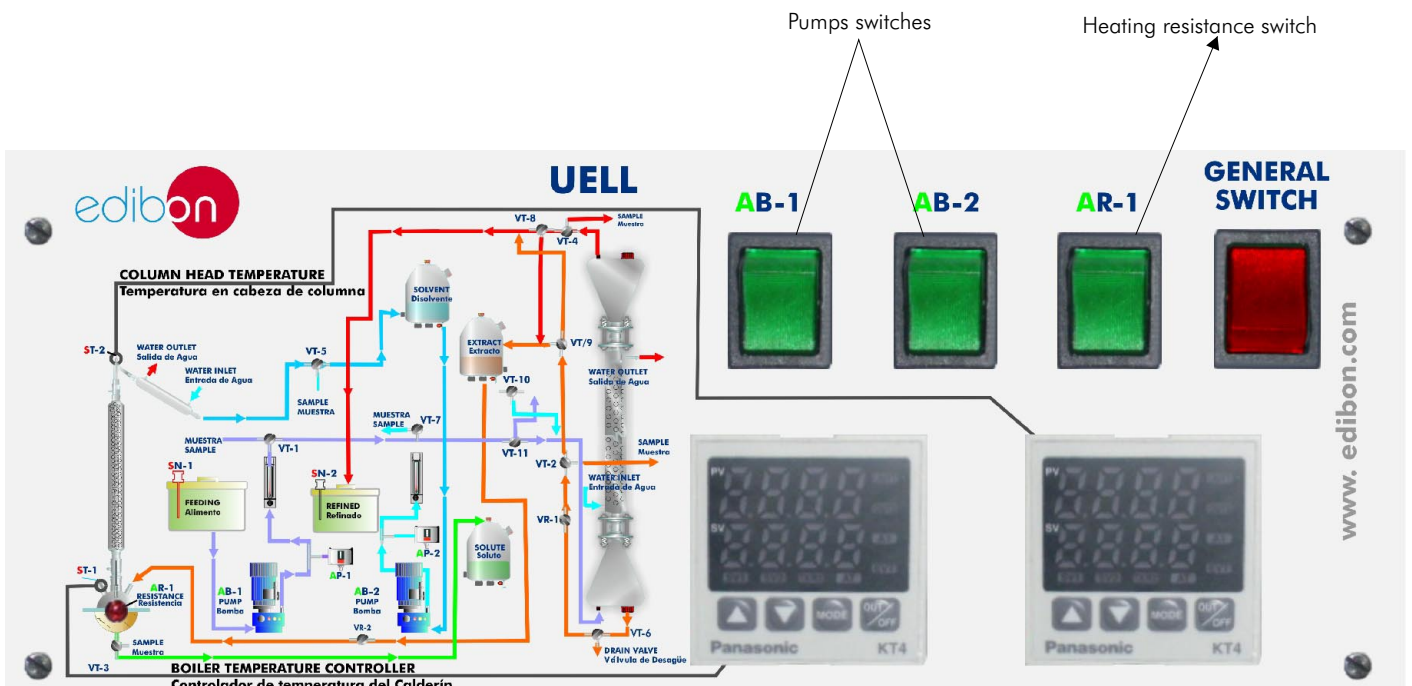 Pumps switches
Heating resistance switch
edibon
UELL
AB-1
AB-2
AR-1
GENERAL
SWITCH
VT-8
SAMPLE
Muestra
VT-4
COLUMN HEAD TEMPERATURE
Temperatura en cabeza de columna
SOLVENT
Disolvente
ST-2
WATER OUTLET
Salida de Agua
WATER INLET
Entrada de Agua
VT-5
SAMPLE
MUESTRA
EXTRACT
Extracto
VT/9
VT-10
WATER OUTLET
Salida de Agua
MUESTRA
SAMPLE
VT-7
MUESTRA
SAMPLE
VT-1
VT-11
VT-2
SAMPLE
Muestra
WATER INLET
Entrada de Agua
SN-1
FEEDING
Alimento
SN-2
REFINED
Refinado
VR-1
AP-1
AP-2
SOLUTE
Soluto
ST-1
AR-1
RESISTANCE
Resistencia
AB-1
PUMP
Bomba
AB-2
PUMP
Bomba
VR-2
VT-6
DRAIN VALVE
Válvula de Desagüe
SAMPLE
Muestra
VT-3
BOILER TEMPERATURE CONTROLLER
Controlador de temperatura del Calderín
PV
SV
MODE
OUT/OFF
Panasonic
KT4
PV
SV
MODE
OUT/OFF
Panasonic
KT4
www. edibon.com